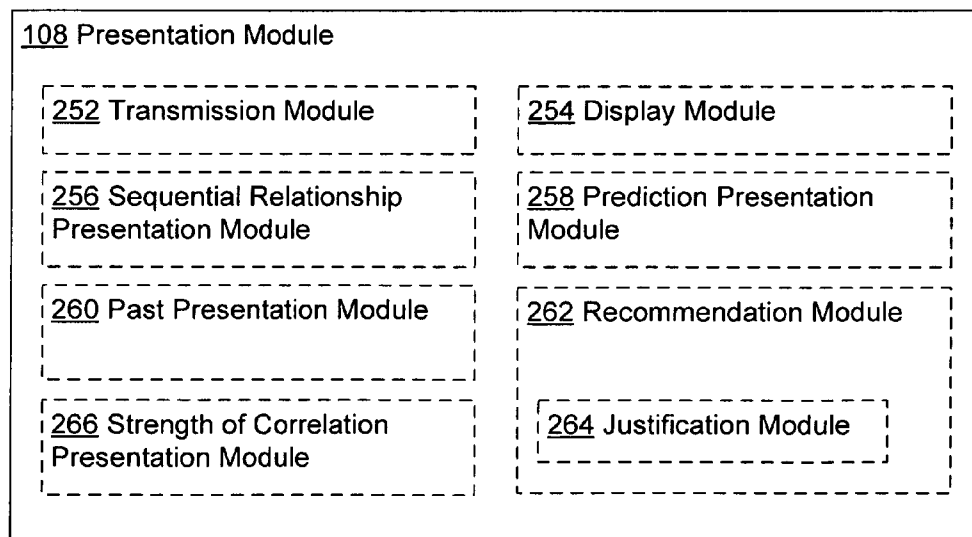 108 Presentation Module
252 Transmission Module
254 Display Module
256 Sequential Relationship
Presentation Module
258 Prediction Presentation
Module
260 Past Presentation Module
262 Recommendation Module
264 Justification Module
266 Strength of Correlation
Presentation Module